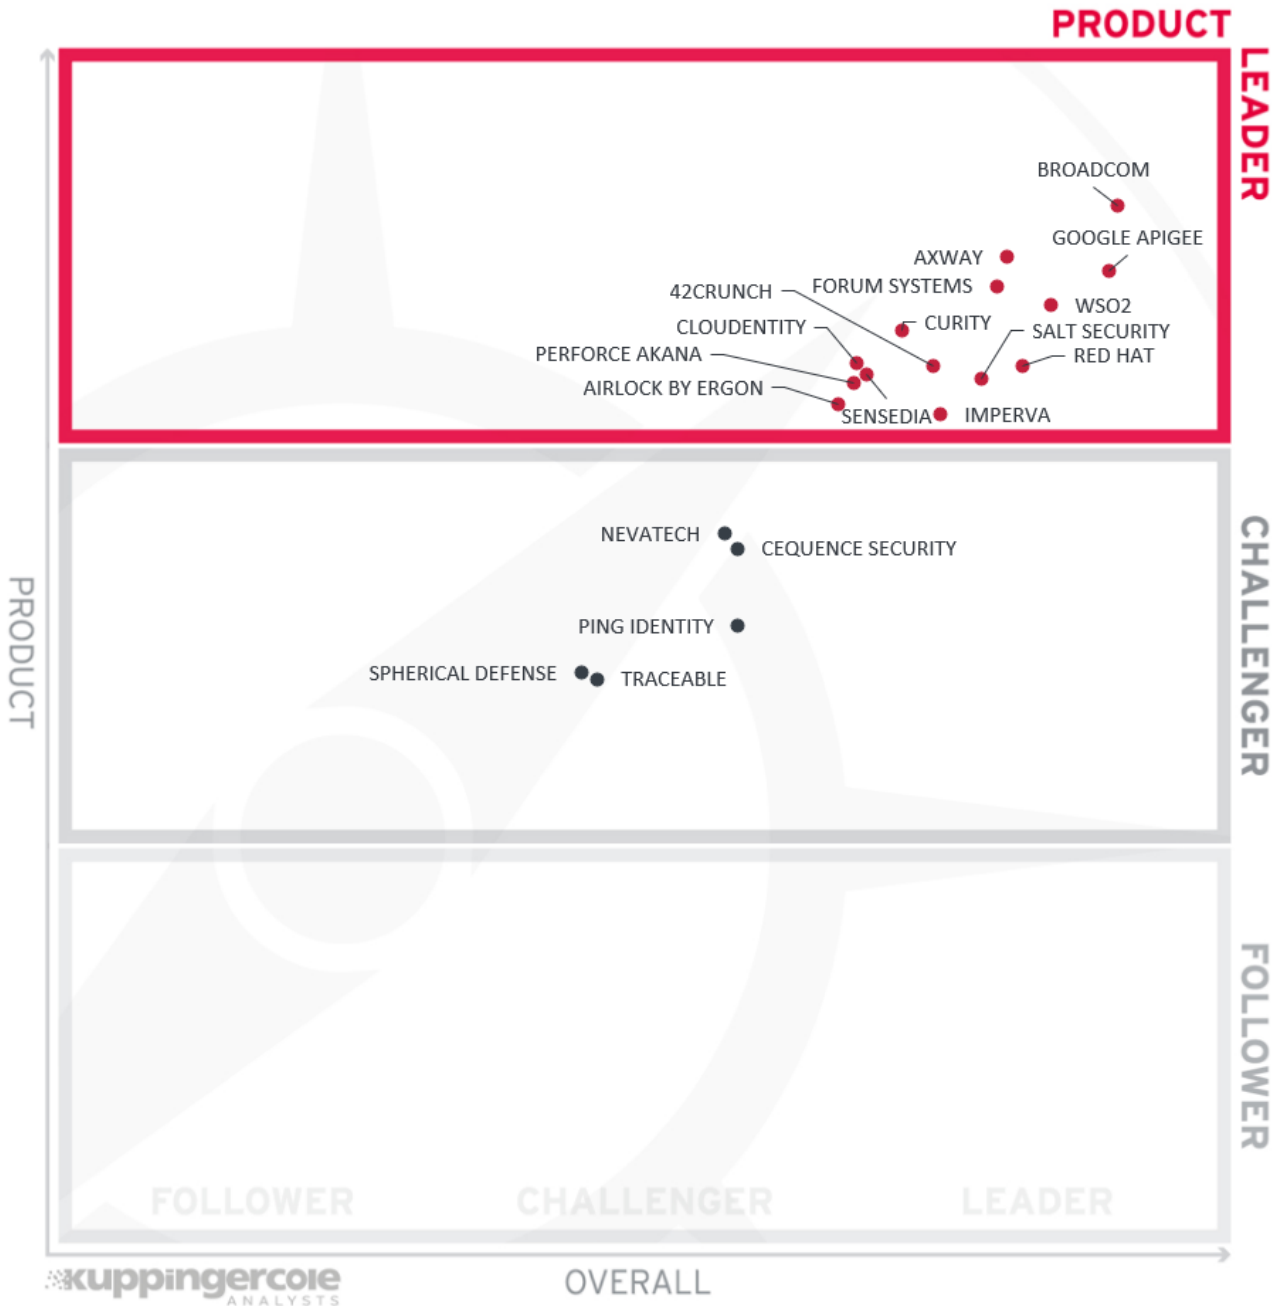 PRODUCT
LEADER
BROADCOM
GOOGLE APIGEE
AXWAY
FORUM SYSTEMS
42CRUNCH
WSO2
CURITY
CLOUDENTITY
SALT SECURITY
PERFORCE AKANA
RED HAT
AIRLOCK BY ERGON
SENSEDIA
IMPERVA
CHALLENGER
NEVATECH
CEQUENCE SECURITY
PING IDENTITY
SPHERICAL DEFENSE
TRACEABLE
PRODUCT
FOLLOWER
FOLLOWER
CHALLENGER
LEADER
OVERALL
kuppingercole
ANALYSTS